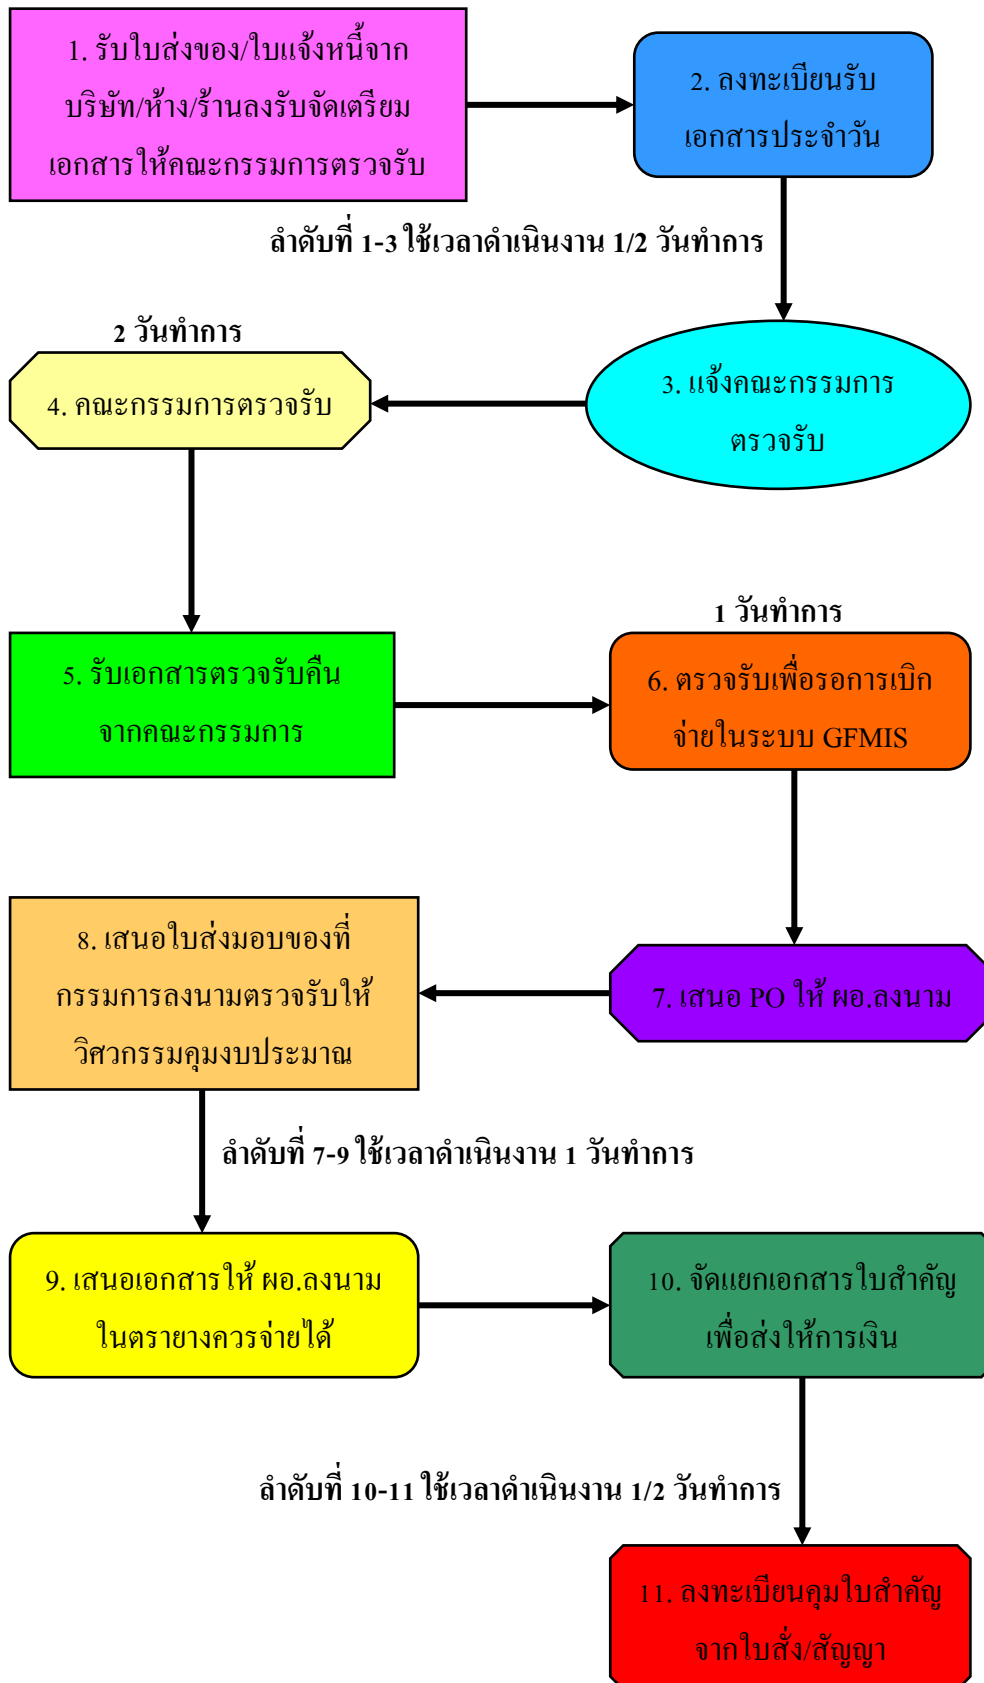 1. รับใบส่งของ/ใบแจ้งหนี้จาก
บริษัท/ห้าง/ร้านลงรับจัดเตรียม
เอกสารให้คณะกรรมการตรวจรับ
2. ลงทะเบียนรับ
เอกสารประจำวัน
ลำดับที่ 1-3 ใช้เวลาดำเนินงาน 1/2 วันทำการ
3. แจ้งคณะกรรมการ
ตรวจรับ
2 วันทำการ
4. คณะกรรมการตรวจรับ
5. รับเอกสารตรวจรับคืน
จากคณะกรรมการ
1 วันทำการ
6. ตรวจรับเพื่อรอการเบิก
จ่ายในระบบ GFMIS
7. เสนอ PO ให้ ผอ.ลงนาม
8. เสนอใบส่งมอบของที่
กรรมการลงนามตรวจรับให้
วิศวกรรมคุมงบประมาณ
ลำดับที่ 7-9 ใช้เวลาดำเนินงาน 1 วันทำการ
9. เสนอเอกสารให้ ผอ.ลงนาม
ในตรายางควรจ่ายได้
10. จัดแยกเอกสารใบสำคัญ
เพื่อส่งให้การเงิน
ลำดับที่ 10-11 ใช้เวลาดำเนินงาน 1/2 วันทำการ
11. ลงทะเบียนคุมใบสำคัญ
จากใบสั่ง/สัญญา